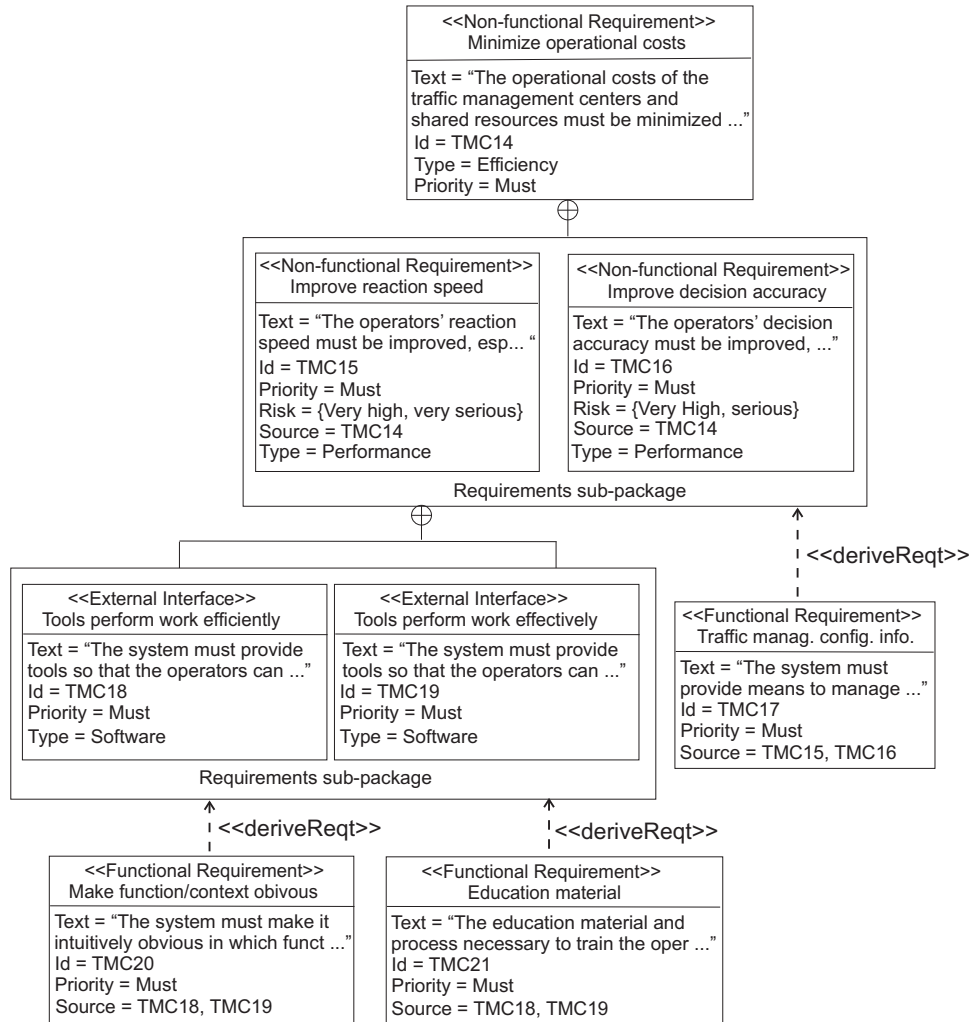 <<Non-functional Requirement>>
Minimize operational costs
Text = “The operational costs of the
traffic management centers and
shared resources must be minimized ...”
Id = TMC14
Type = Efficiency
Priority = Must
<<Non-functional Requirement>>
Improve reaction speed
Text = “The operators’ reaction
speed must be improved, esp... “
Id = TMC15
Priority = Must
Risk = {Very high, very serious}
Source = TMC14
Type = Performance
<<Non-functional Requirement>>
Improve decision accuracy
Text = “The operators’ decision
accuracy must be improved, ...”
Id = TMC16
Priority = Must
Risk = {Very High, serious}
Source = TMC14
Type = Performance
Requirements sub-package
<<deriveReqt>>
<<External Interface>>
Tools perform work efficiently
Text = “The system must provide
tools so that the operators can ...”
Id = TMC18
Priority = Must
Type = Software
<<External Interface>>
Tools perform work effectively
Text = “The system must provide
tools so that the operators can ...”
Id = TMC19
Priority = Must
Type = Software
Requirements sub-package
<<Functional Requirement>>
Traffic manag. config. info.
Text = “The system must
provide means to manage ...”
Id = TMC17
Priority = Must
Source = TMC15, TMC16
<<deriveReqt>>
<<deriveReqt>>
<<Functional Requirement>>
Make function/context obivous
Text = “The system must make it
intuitively obvious in which funct ...”
Id = TMC20
Priority = Must
Source = TMC18, TMC19
<<Functional Requirement>>
Education material
Text = “The education material and
process necessary to train the oper ...”
Id = TMC21
Priority = Must
Source = TMC18, TMC19